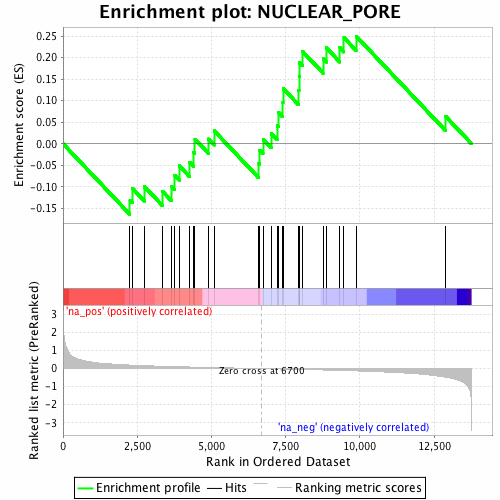 Enrichment plot: NUCLEAR_PORE
Enrichment score (ES)
0.25
0.20
0.15
0.10
0.05
0.00
-0.05
-0.10
-0.15
'na_pos' (positively correlated)
Ranked list metric (PreRanked)
3
2
1
0
-1
-2
-3
Zero cross at 6700
'na_neg' (negatively correlated)
0
2,500
5,000
7,500
10,000
12,500
Rank in Ordered Dataset
Enrichment profile
Hits
Ranking metric scores